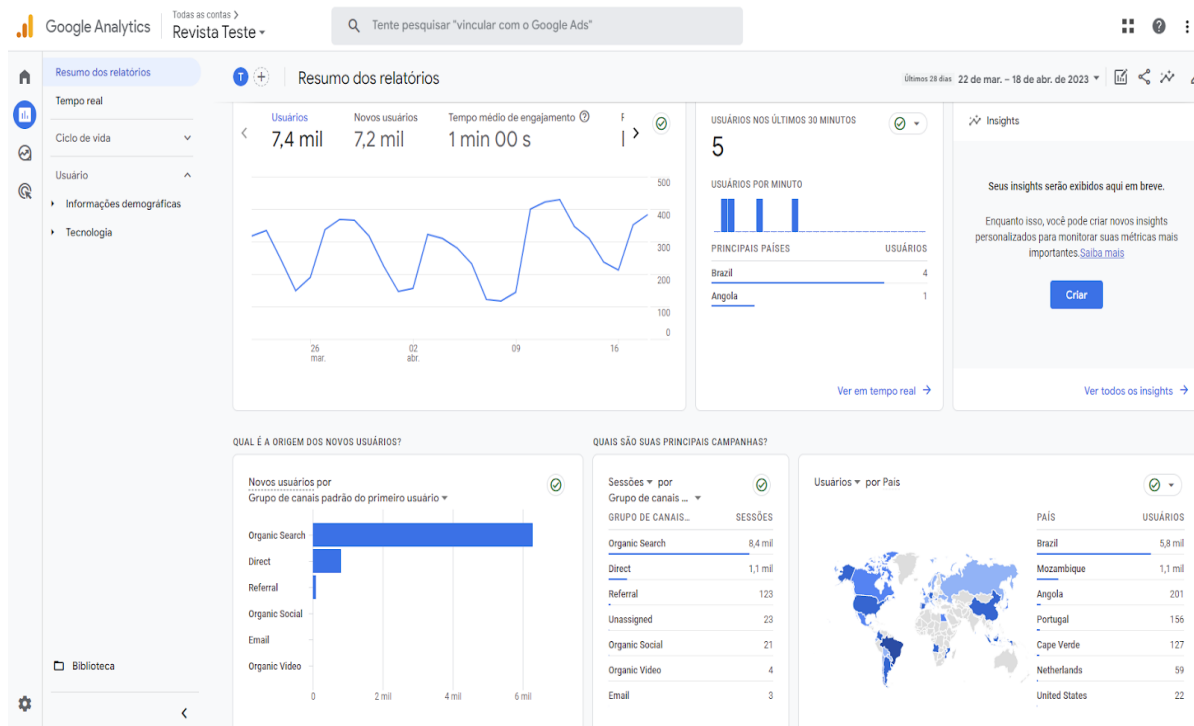 Google Analytics
Todas as contas >
Revista Teste
Tente pesquisar "vincular com o Google Ads"
Resumo dos relatórios
Tempo real
Ciclo de vida
Usuário
Informações demográficas
Tecnologia
Biblioteca
T
Resumo dos relatórios
Últimos 28 dias 22 de mar. – 18 de abr. de 2023
Usuários
7,4 mil
Novos usuários
7,2 mil
Tempo médio de engajamento
1 min 00 s
500
400
300
200
100
0
26
mar.
02
abr.
09
16
USUÁRIOS NOS ÚLTIMOS 30 MINUTOS
5
USUÁRIOS POR MINUTO
PRINCIPAIS PAÍSES USUÁRIOS
Brazil 4
Angola 1
Ver em tempo real
Insights
Seus insights serão exibidos aqui em breve.
Enquanto isso, você pode criar novos insights
personalizados para monitorar suas métricas mais
importantes.Saiba mais
Criar
Ver todos os insights
QUAL É A ORIGEM DOS NOVOS USUÁRIOS?
Novos usuários por
Grupo de canais padrão do primeiro usuário
Organic Search
Direct
Referral
Organic Social
Email
Organic Video
0 2 mil 4 mil 6 mil
QUAIS SÃO SUAS PRINCIPAIS CAMPANHAS?
Sessões por
Grupo de canais ...
GRUPO DE CANAIS... SESSÕES
Organic Search 8,4 mil
Direct 1,1 mil
Referral 123
Unassigned 23
Organic Social 21
Organic Video 4
Email 3
Usuários por País
PAÍS USUÁRIOS
Brazil 5,8 mil
Mozambique 1,1 mil
Angola 201
Portugal 156
Cape Verde 127
Netherlands 59
United States 22